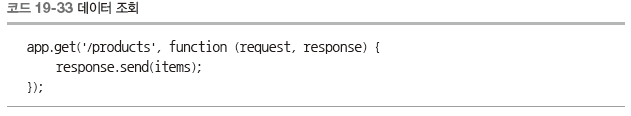 코드 19-33 데이터 조회
app.get('/products', function (request, response) {
response.send(items);
});